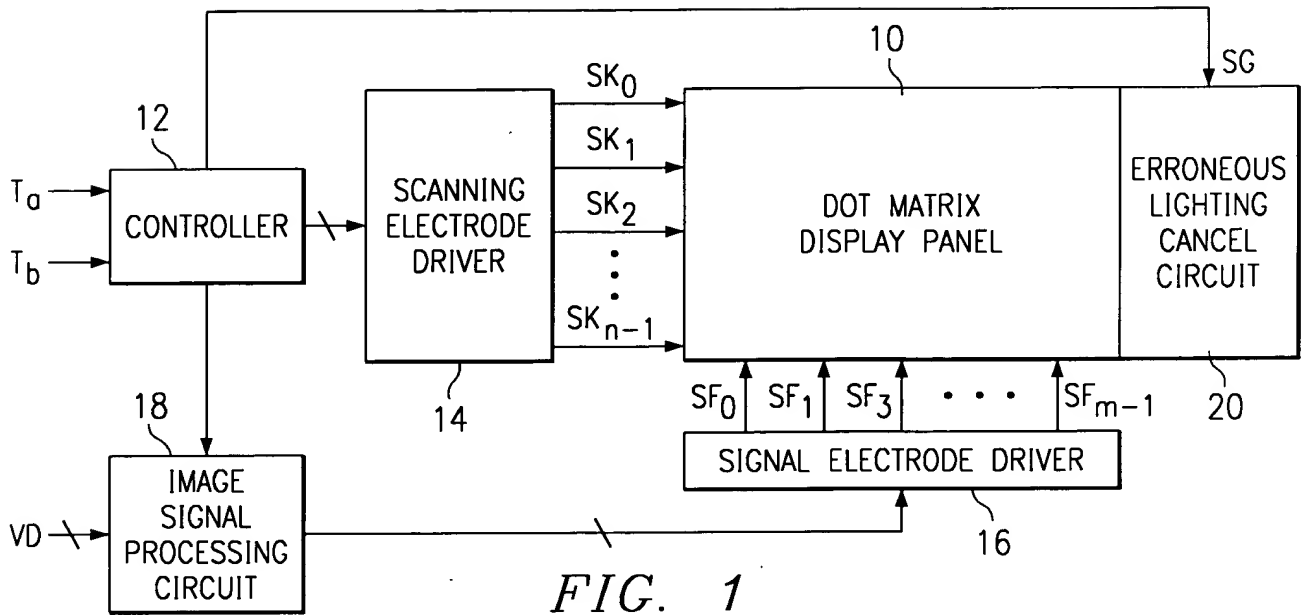 10
SG
SK0
12
SK1
Ta
CONTROLLER
SCANNING
ELECTRODE
DRIVER
SK2
DOT MATRIX
DISPLAY PANEL
ERRONEOUS
LIGHTING
CANCEL
CIRCUIT
Tb
SKn-1
14
SF0 SF1 SF3 SFm-1
20
18
SIGNAL ELECTRODE DRIVER
IMAGE
SIGNAL
PROCESSING
CIRCUIT
VD
16
FIG. 1